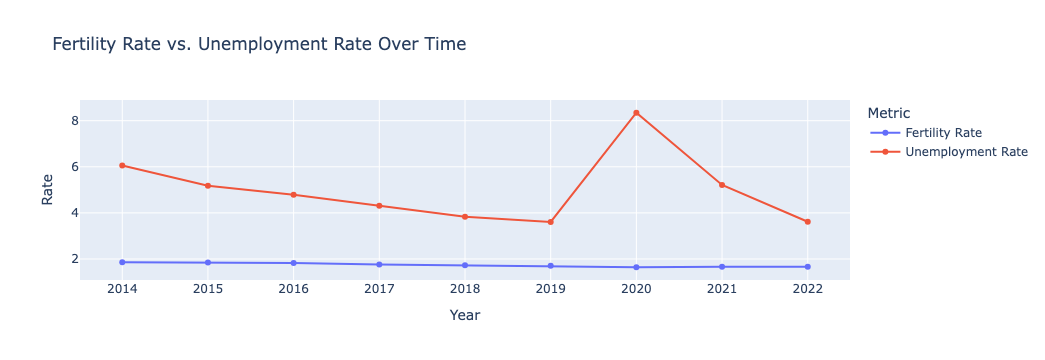 Fertility Rate vs. Unemployment Rate Over Time
Metric
Fertility Rate
Unemployment Rate
Rate
8
6
4
2
2014 2015 2016 2017 2018 2019 2020 2021 2022
Year